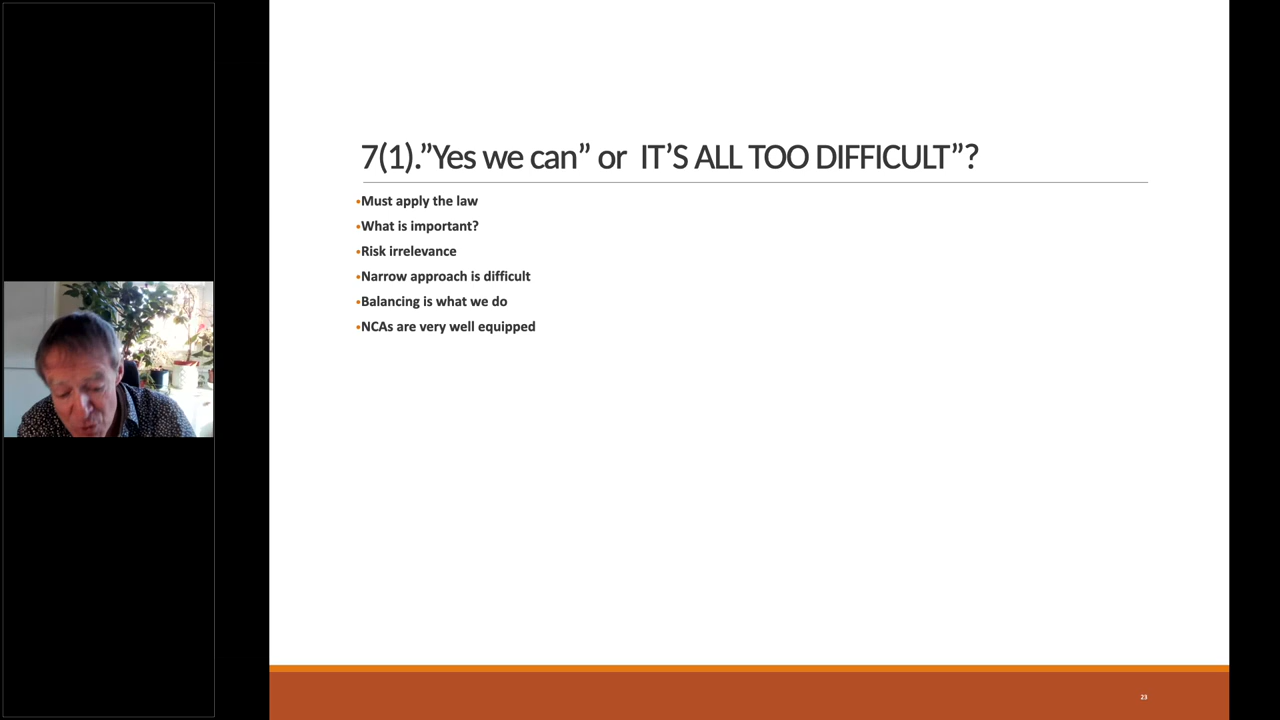 7(1).”Yes we can” or IT’S ALL TOO DIFFICULT”?
•Must apply the law
•What is important?
•Risk irrelevance
•Narrow approach is difficult
•Balancing is what we do
•NCAs are very well equipped
23